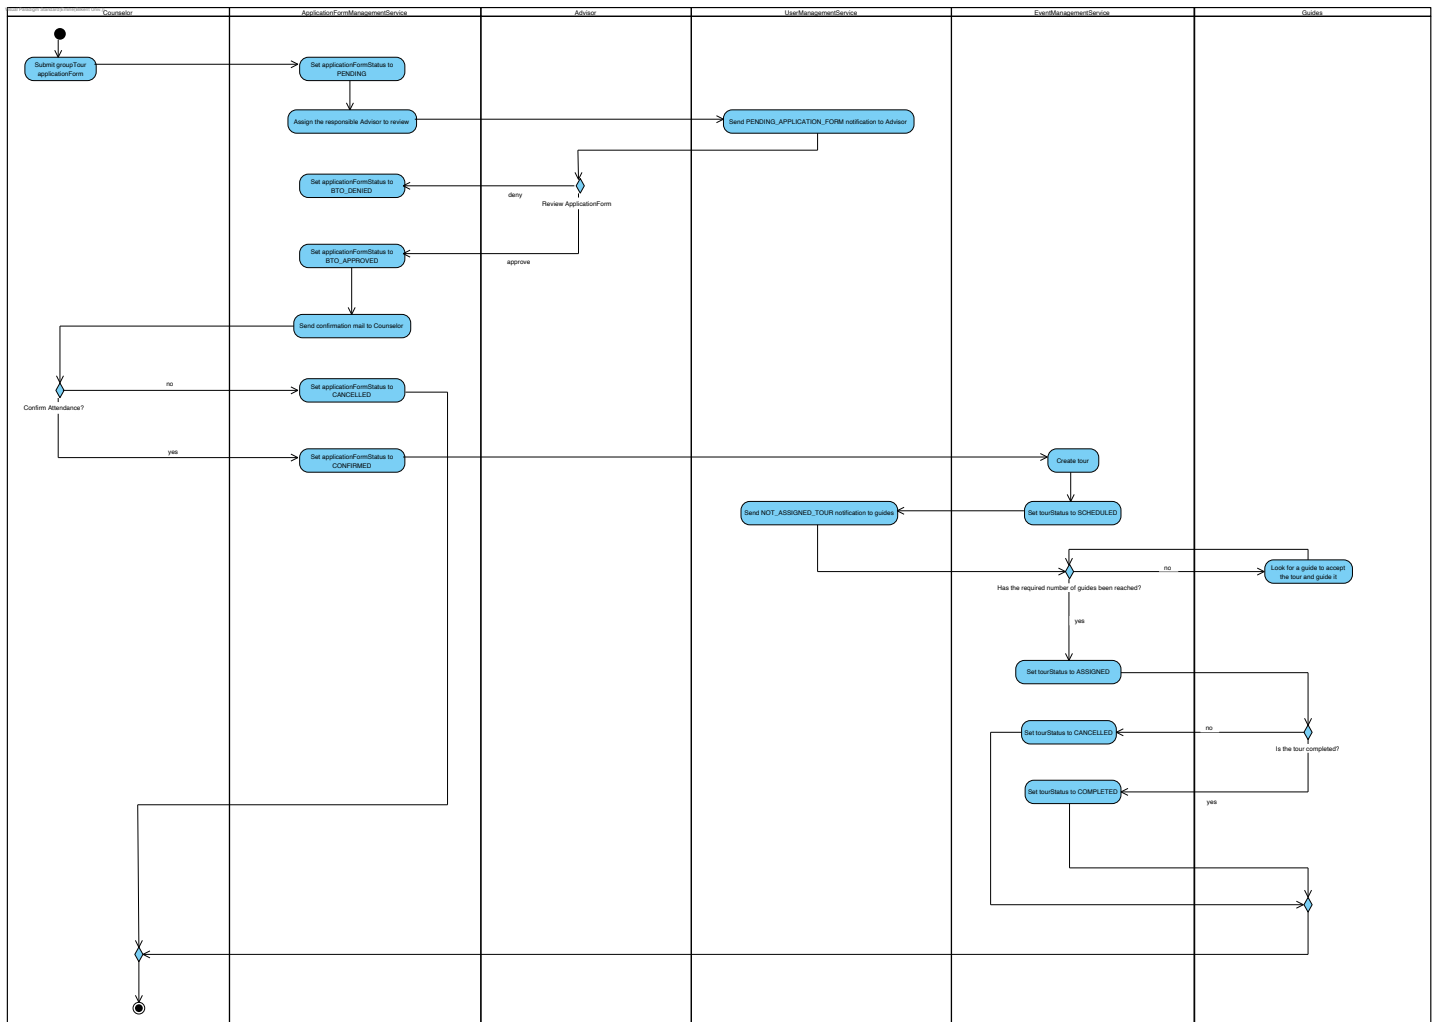 Counselor
ApplicationFormManagementService
Advisor
UserManagementService
EventManagementService
Guides
Submit groupTour
applicationForm
Set applicationFormStatus to
PENDING
Assign the responsible Advisor to review
Send PENDING_APPLICATION_FORM notification to Advisor
Set applicationFormStatus to
BTO_DENIED
deny
Review ApplicationForm
Set applicationFormStatus to
BTO_APPROVED
approve
Send confirmation mail to Counselor
no
Set applicationFormStatus to
CANCELLED
Confirm Attendance?
yes
Set applicationFormStatus to
CONFIRMED
Create tour
Send NOT_ASSIGNED_TOUR notification to guides
Set tourStatus to SCHEDULED
no
Look for a guide to accept
the tour and guide it
Has the required number of guides been reached?
yes
Set tourStatus to ASSIGNED
Set tourStatus to CANCELLED
no
Is the tour completed?
Set tourStatus to COMPLETED
yes